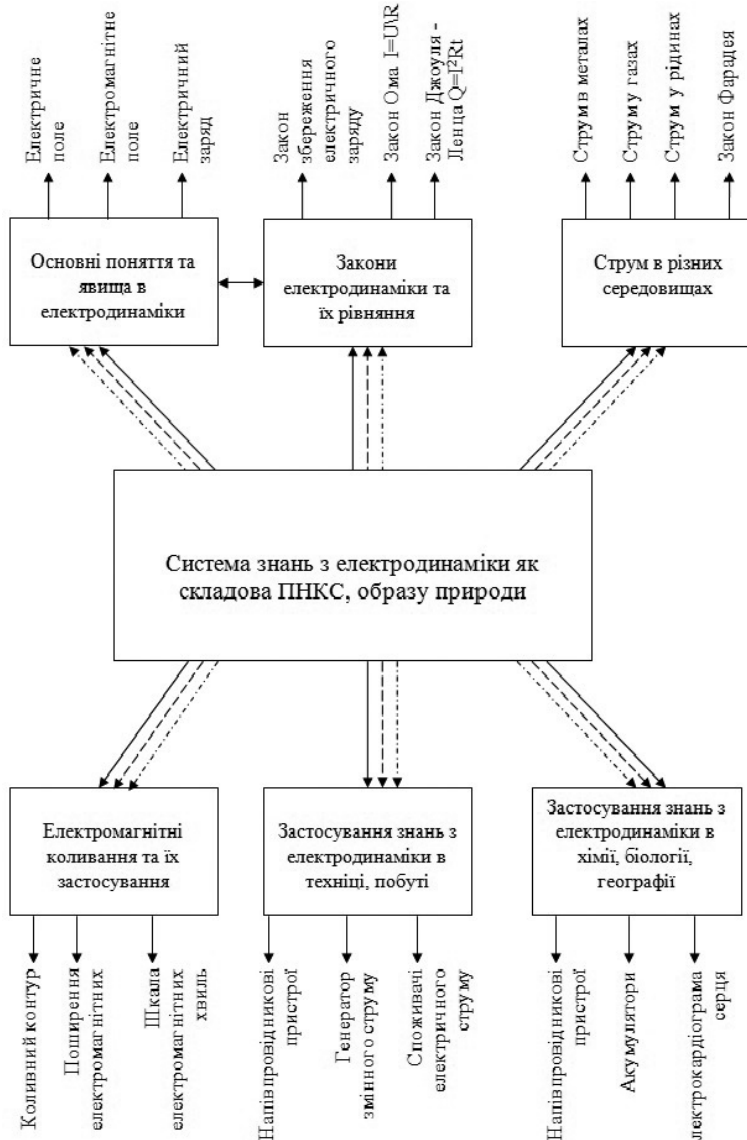 Електричне
поле
Електромагнітне
поле
Електричний
заряд
Закон
збереження
електричного
заряду
Закон Ома I=U\R
Закон Джоуля -
Ленца Q=I²Rt
Струм в металах
Струм у газах
Струм у рідинах
Закон Фарадея
Основні поняття та
явища в
електродинаміки
Закони
електродинаміки та
їх рівняння
Струм в різних
середовищах
Система знань з електродинаміки як
складова ПНКС, образу природи
Електромагнітні
коливання та їх
застосування
Застосування знань з
електродинаміки в
техніці, побуті
Застосування знань з
електродинаміки в
хімії, біології,
географії
Коливний контур
Поширення
електромагнітних
Шкала
електромагнітних
хвиль
Напівпровідникові
пристрої
Генератор
змінного струму
Споживачі
електричного
струму
Напівпровідникові
пристрої
Акумулятори
лектрокардіограма
серця